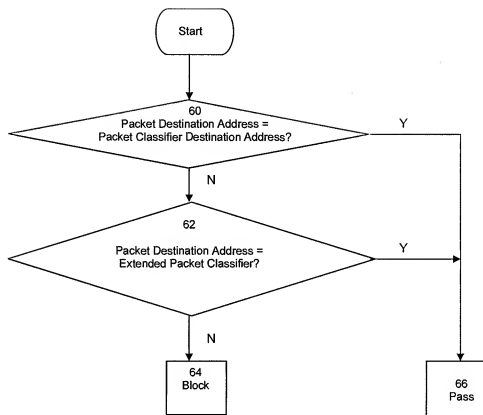 Start
60
Packet Destination Address =
Packet Classifier Destination Address?
Y
N
62
Packet Destination Address =
Extended Packet Classifier?
Y
N
64
Block
66
Pass